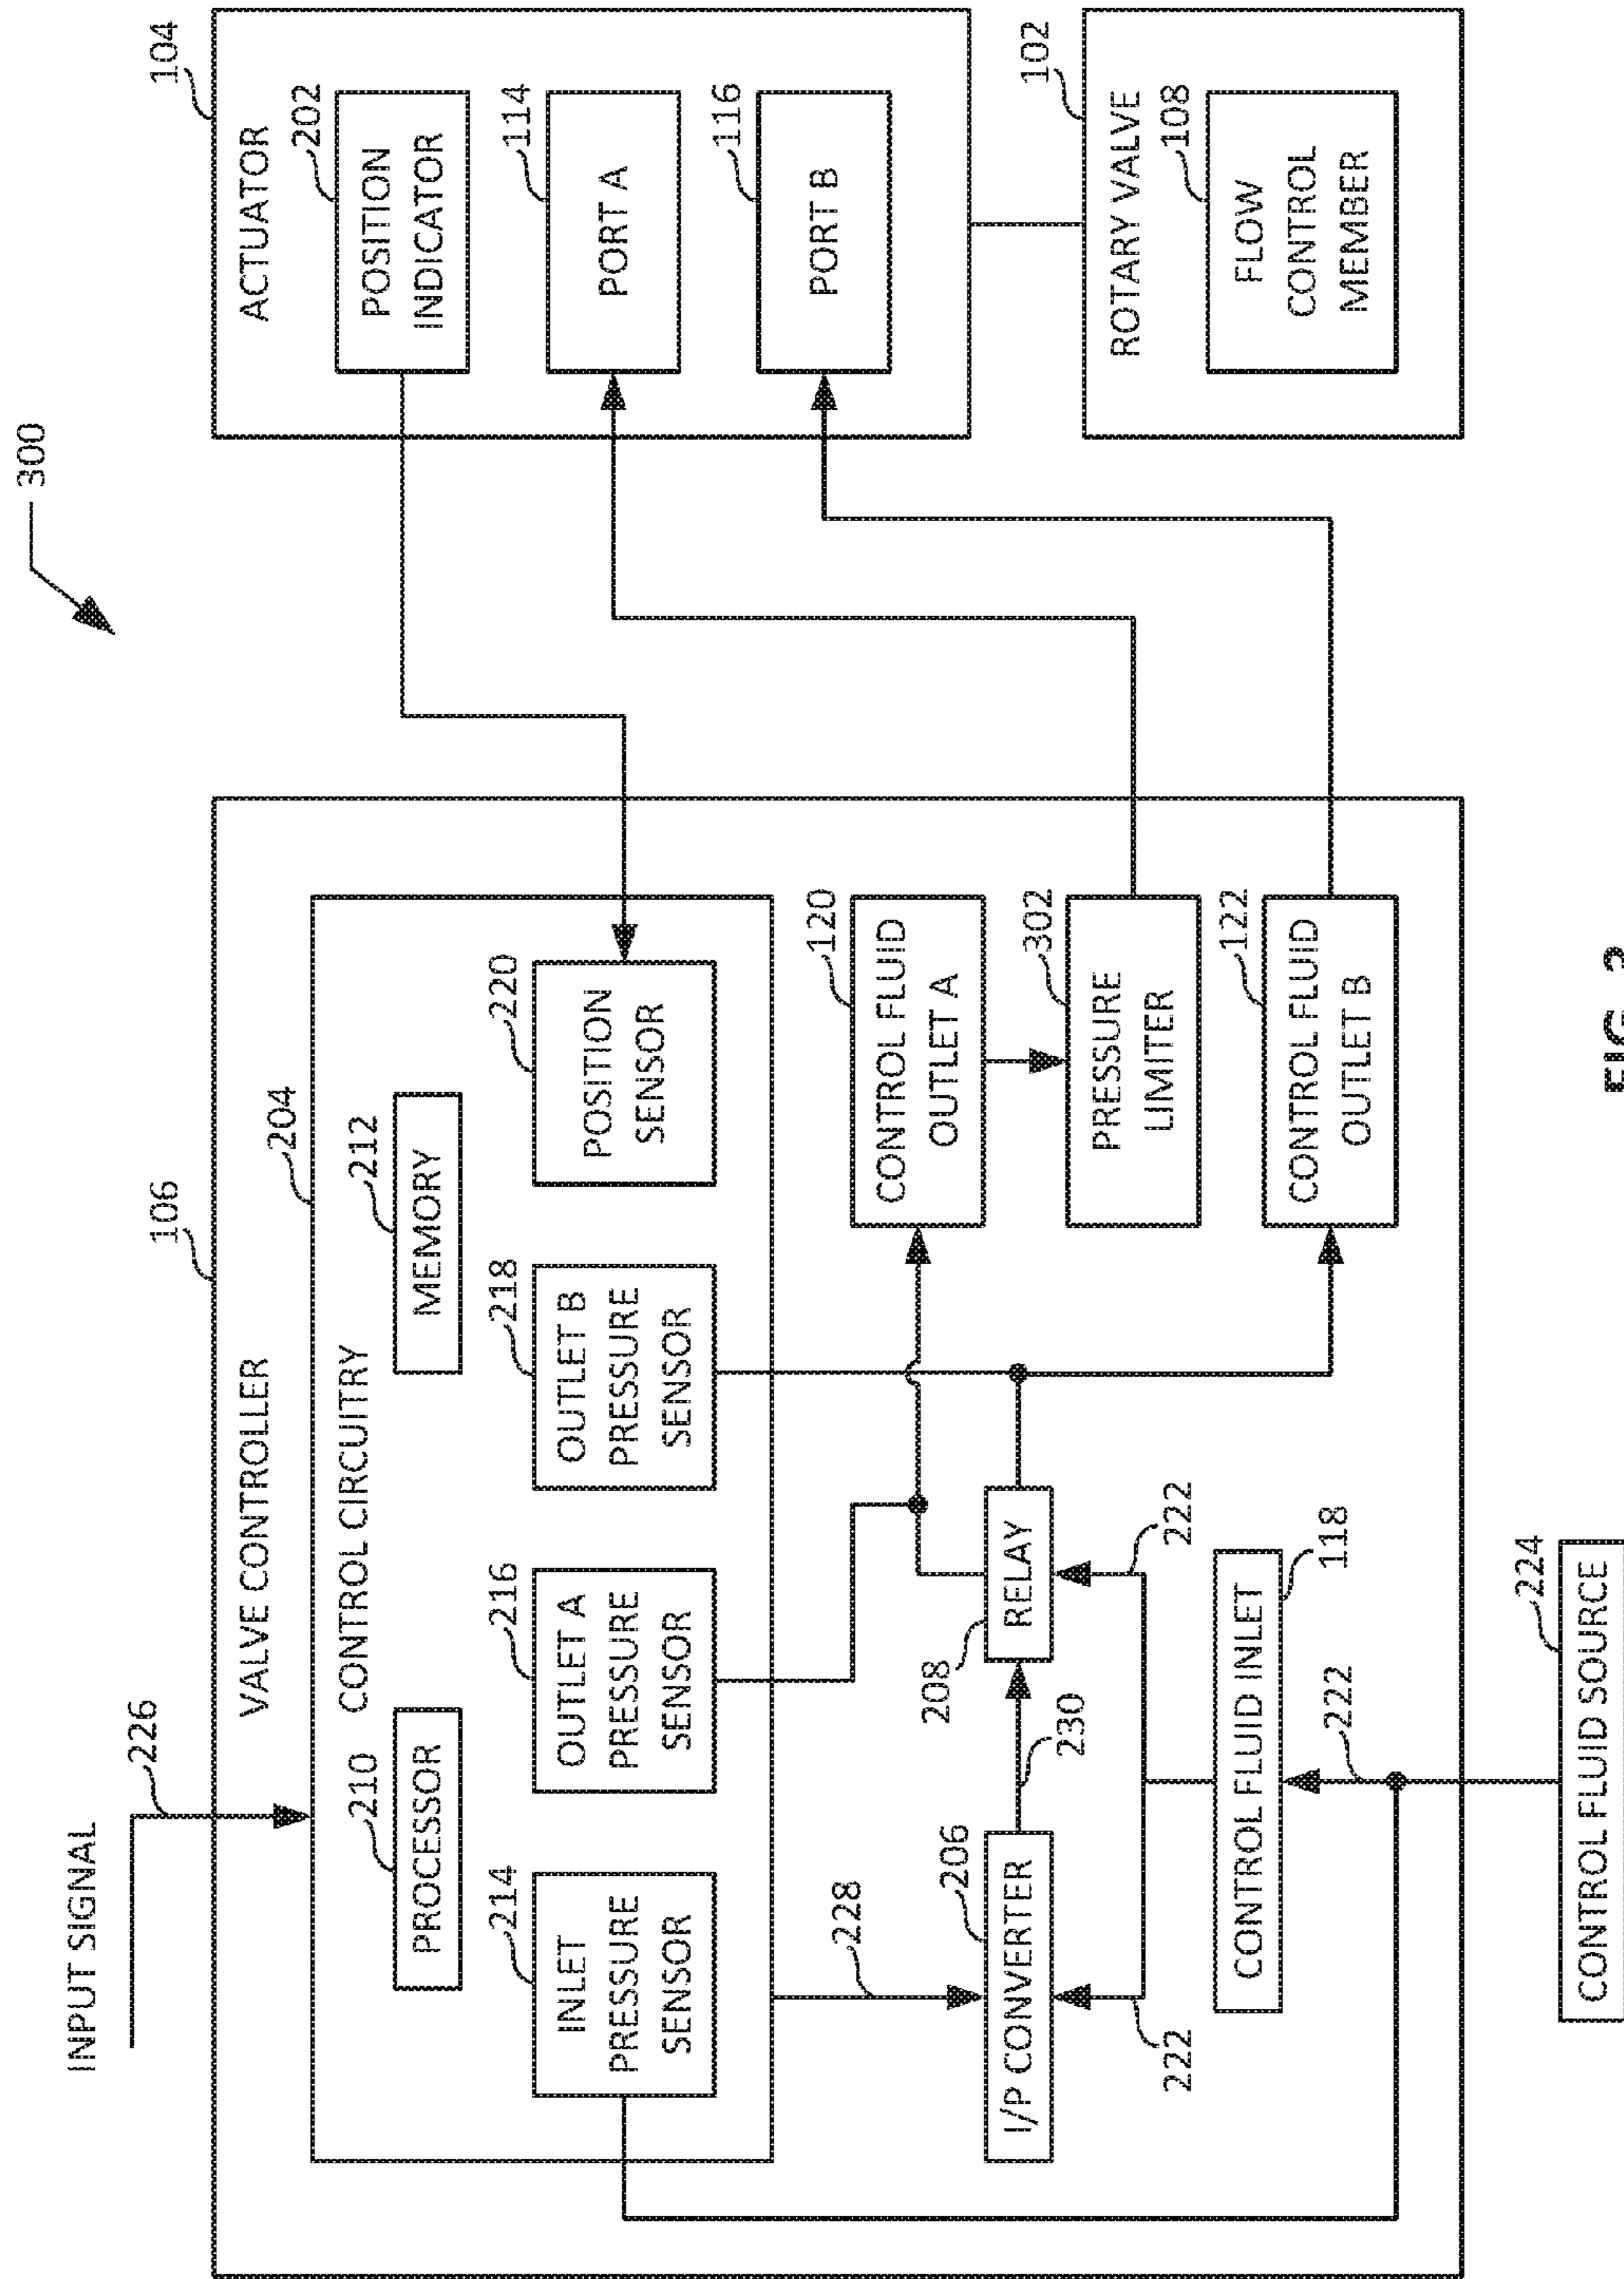 300
INPUT SIGNAL
226
106
VALVE CONTROLLER
204
CONTROL CIRCUITRY
210
PROCESSOR
212
MEMORY
214
INLET
PRESSURE
SENSOR
216
OUTLET A
PRESSURE
SENSOR
218
OUTLET B
PRESSURE
SENSOR
220
POSITION
SENSOR
228
206
I/P CONVERTER
230
208
RELAY
222
222
118
CONTROL FLUID INLET
222
224
CONTROL FLUID SOURCE
120
CONTROL FLUID
OUTLET A
302
PRESSURE
LIMITER
122
CONTROL FLUID
OUTLET B
104
ACTUATOR
202
POSITION
INDICATOR
114
PORT A
116
PORT B
102
ROTARY VALVE
108
FLOW
CONTROL
MEMBER